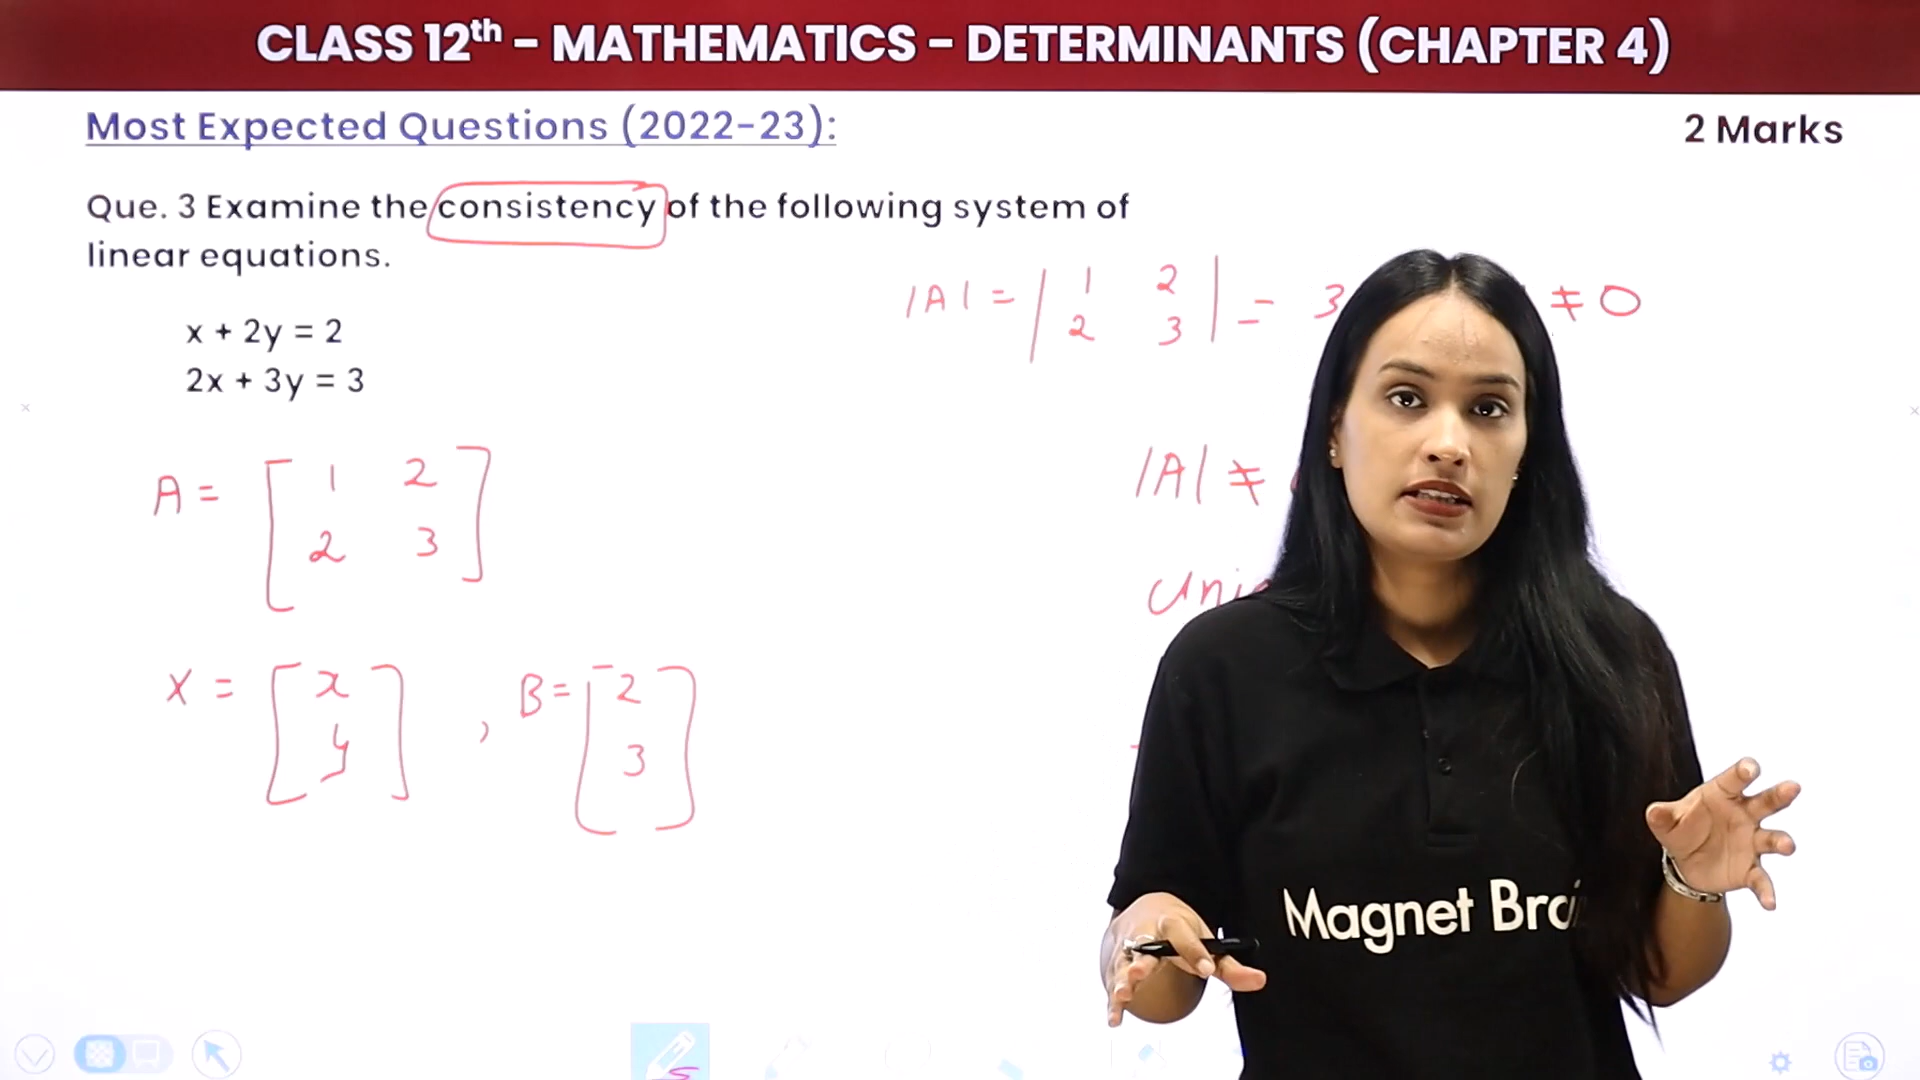 CLASS 12th - MATHEMATICS - DETERMINANTS (CHAPTER 4)
Most Expected Questions (2022-23):
2 Marks
Que. 3 Examine the consistency of the following system of
linear equations.
x + 2y = 2
2x + 3y = 3
|A| = | 1 2 | = 3 ≠ 0
2 3
A = [ 1 2 ]
2 3
|A| ≠
X = [ x ] , B = [ 2 ]
y 3
Magnet Brai